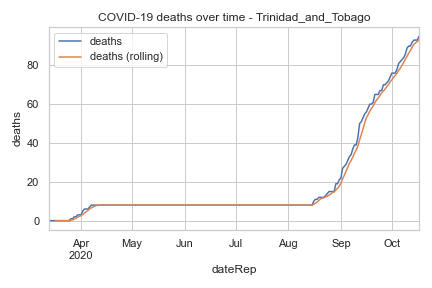 COVID-19 deaths over time - Trinidad_and_Tobago
deaths
deaths (rolling)
deaths
80
60
40
20
0
Apr May Jun Jul Aug Sep Oct
2020
dateRep